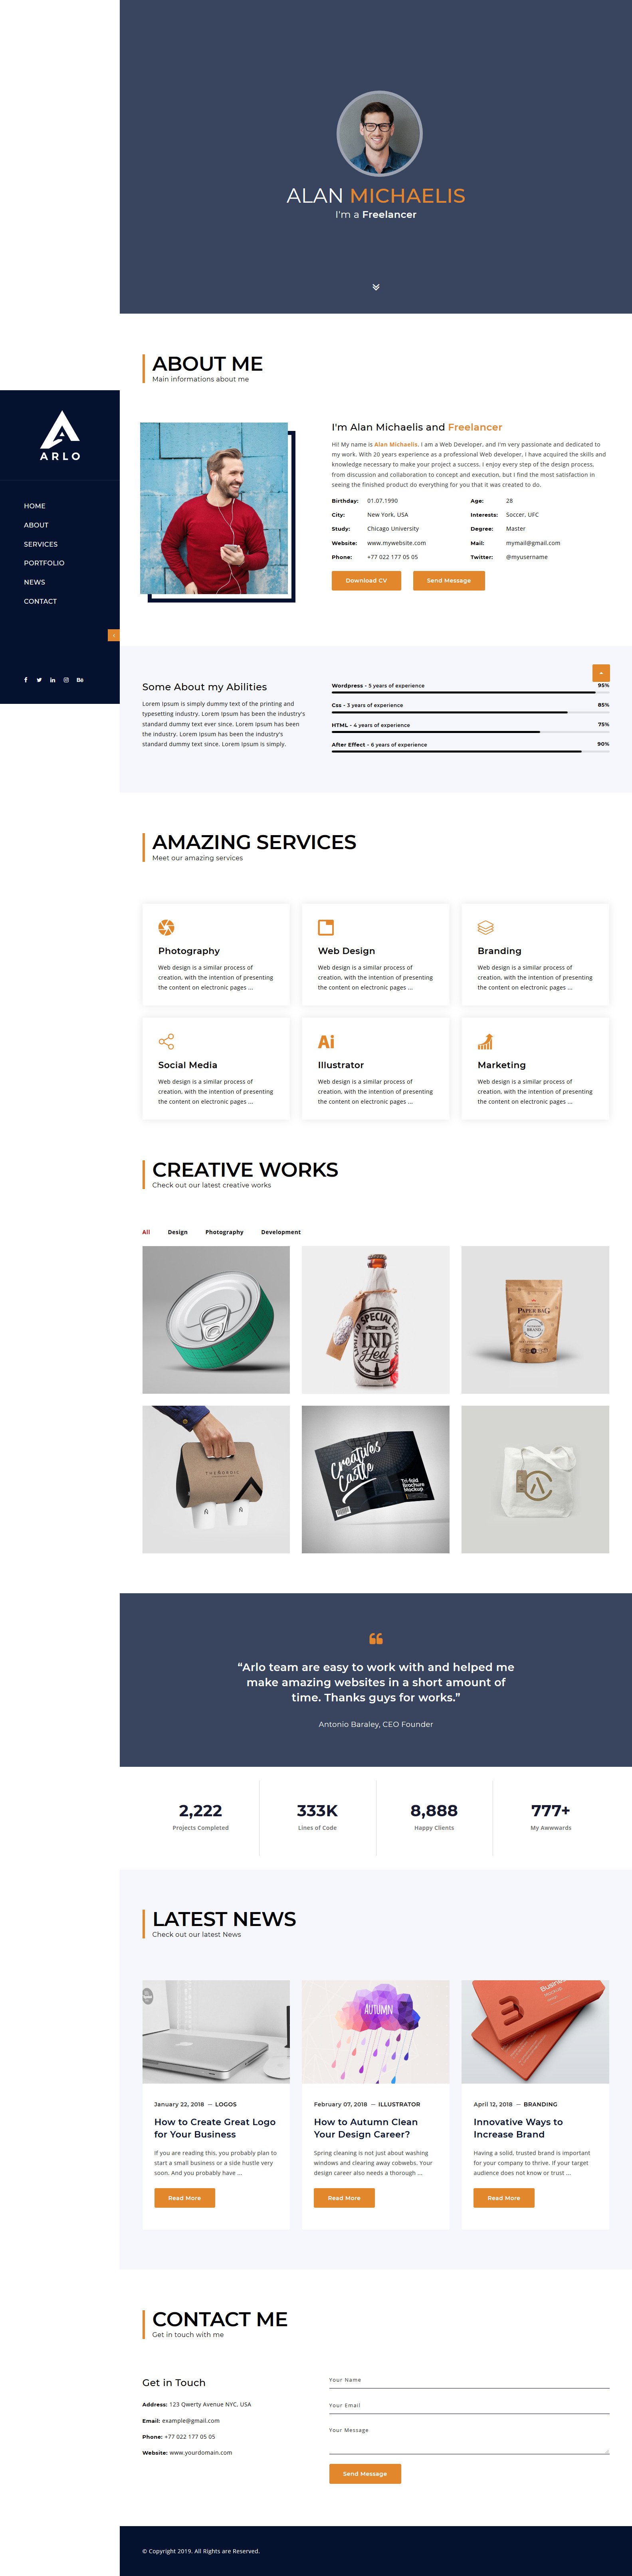 ALAN MICHAELIS
I'm a Freelancer
ABOUT ME
Main informations about me
ARLO
HOME
ABOUT
SERVICES
PORTFOLIO
NEWS
CONTACT
Bē
I'm Alan Michaelis and Freelancer
Hi! My name is Alan Michaelis. I am a Web Developer, and I'm very passionate and dedicated to
my work. With 20 years experience as a professional Web developer, I have acquired the skills and
knowledge necessary to make your project a success. I enjoy every step of the design process,
from discussion and collaboration to concept and execution, but I find the most satisfaction in
seeing the finished product do everything for you that it was created to do.
Birthday: 01.07.1990 Age: 28
City: New York, USA Interests: Soccer, UFC
Study: Chicago University Degree: Master
Website: www.mywebsite.com Mail: mymail@gmail.com
Phone: +77 022 177 05 05 Twitter: @myusername
Download CV Send Message
Some About my Abilities
Lorem Ipsum is simply dummy text of the printing and
typesetting industry. Lorem Ipsum has been the industry's
standard dummy text ever since. Lorem Ipsum has been
the industry. Lorem Ipsum has been the industry's
standard dummy text since. Lorem Ipsum is simply.
Wordpress - 5 years of experience 95%
Css - 3 years of experience 85%
HTML - 4 years of experience 75%
After Effect - 6 years of experience 90%
AMAZING SERVICES
Meet our amazing services
Photography
Web design is a similar process of
creation, with the intention of presenting
the content on electronic pages ...
Web Design
Web design is a similar process of
creation, with the intention of presenting
the content on electronic pages ...
Branding
Web design is a similar process of
creation, with the intention of presenting
the content on electronic pages ...
Social Media
Web design is a similar process of
creation, with the intention of presenting
the content on electronic pages ...
Ai
Illustrator
Web design is a similar process of
creation, with the intention of presenting
the content on electronic pages ...
Marketing
Web design is a similar process of
creation, with the intention of presenting
the content on electronic pages ...
CREATIVE WORKS
Check out our latest creative works
All Design Photography Development
SPECIAL
IND
Hed
PAPER BAG
BRAND
THEBORDIZ
Creatives
Castle
Tri-fold
Brochure
Mockup
“Arlo team are easy to work with and helped me
make amazing websites in a short amount of
time. Thanks guys for works.”
Antonio Baraley, CEO Founder
2,222 333K 8,888 777+
Projects Completed Lines of Code Happy Clients My Awwwards
LATEST NEWS
Check out our latest News
January 22, 2018 — LOGOS
How to Create Great Logo
for Your Business
If you are reading this, you probably plan to
start a small business or a side hustle very
soon. And you probably have ...
Read More
AUTUMN
February 07, 2018 — ILLUSTRATOR
How to Autumn Clean
Your Design Career?
Spring cleaning is not just about washing
windows and clearing away cobwebs. Your
design career also needs a thorough ...
Read More
Business
April 12, 2018 — BRANDING
Innovative Ways to
Increase Brand
Having a solid, trusted brand is important
for your company to thrive. If your target
audience does not know or trust ...
Read More
CONTACT ME
Get in touch with me
Get in Touch
Address: 123 Qwerty Avenue NYC, USA
Email: example@gmail.com
Phone: +77 022 177 05 05
Website: www.yourdomain.com
Your Name
Your Email
Your Message
Send Message
© Copyright 2019. All Rights are Reserved.